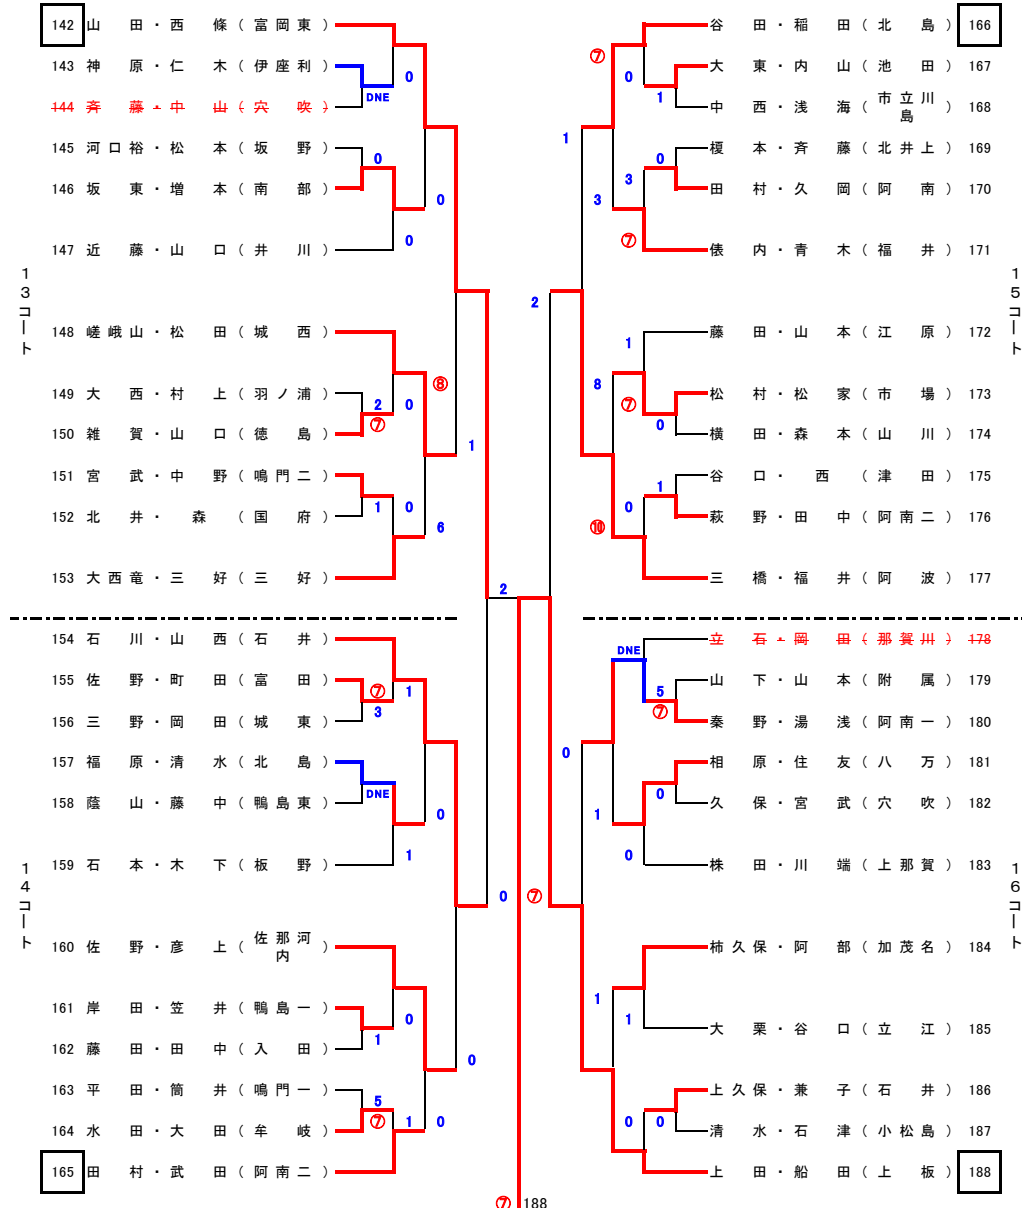 142 山 田・西 條（富岡東）
143 神 原・仁 木（伊座利）
144 斉 藤・中 山（穴 吹）
145 河口裕・松 本（坂 野）
146 坂 東・増 本（南 部）
147 近 藤・山 口（井 川）
148 嵯峨山・松 田（城 西）
149 大 西・村 上（羽ノ浦）
150 雑 賀・山 口（徳 島）
151 宮 武・中 野（鳴門二）
152 北 井・ 森 （国 府）
153 大西竜・三 好（三 好）
13コート
0
DNE
0
0
0
2
⑦
0
⑧
1
0
6
1
154 石 川・山 西（石 井）
155 佐 野・町 田（富 田）
156 三 野・岡 田（城 東）
157 福 原・清 水（北 島）
158 蔭 山・藤 中（鴨島東）
159 石 本・木 下（板 野）
160 佐 野・彦 上（佐那河内）
161 岸 田・笠 井（鴨島一）
162 藤 田・田 中（入 田）
163 平 田・筒 井（鳴門一）
164 水 田・大 田（牟 岐）
165 田 村・武 田（阿南二）
14コート
⑦
3
1
DNE
0
1
0
1
0
5
⑦
1
0
2
0
⑦
⑦ 188
谷 田・稲 田（北 島） 166
大 東・内 山（池 田） 167
中 西・浅 海（市立川島） 168
榎 本・斉 藤（北井上） 169
田 村・久 岡（阿 南） 170
俵 内・青 木（福 井） 171
藤 田・山 本（江 原） 172
松 村・松 家（市 場） 173
横 田・森 本（山 川） 174
谷 口・ 西 （津 田） 175
萩 野・田 中（阿南二） 176
三 橋・福 井（阿 波） 177
15コート
⑦
0
1
1
0
3
3
⑦
2
1
8
⑦
0
1
0
⑩
立 石・岡 田（那賀川） 178
山 下・山 本（附 属） 179
秦 野・湯 浅（阿南一） 180
相 原・住 友（八 万） 181
久 保・宮 武（穴 吹） 182
株 田・川 端（上那賀） 183
柿久保・阿 部（加茂名） 184
大 栗・谷 口（立 江） 185
上久保・兼 子（石 井） 186
清 水・石 津（小松島） 187
上 田・船 田（上 板） 188
16コート
DNE
5
⑦
0
0
1
0
1
1
0
0